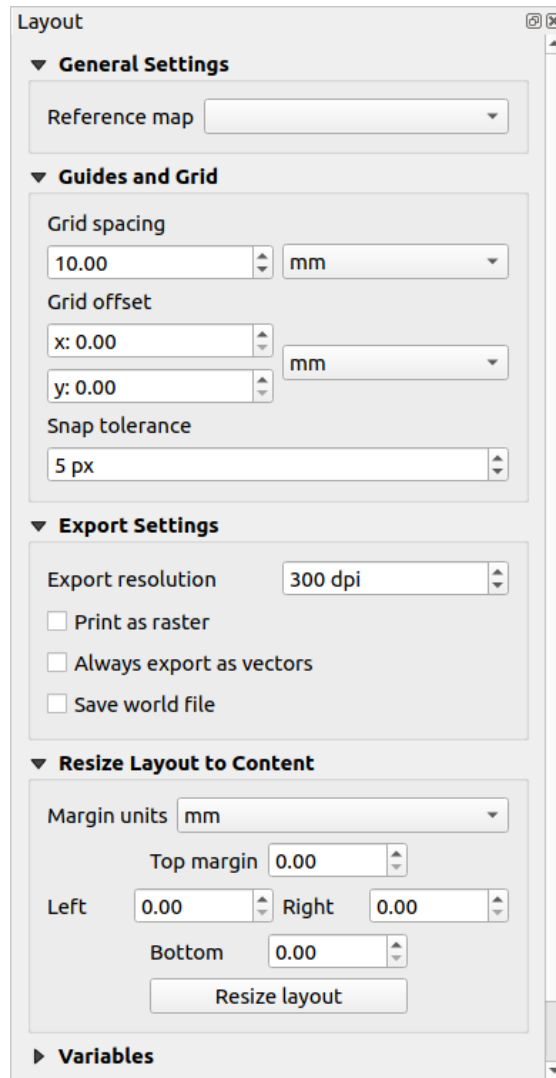 Layout
General Settings
Reference map
Guides and Grid
Grid spacing
10.00 mm
Grid offset
x: 0.00
mm
y: 0.00
Snap tolerance
5 px
Export Settings
Export resolution 300 dpi
Print as raster
Always export as vectors
Save world file
Resize Layout to Content
Margin units mm
Top margin 0.00
Left 0.00 Right 0.00
Bottom 0.00
Resize layout
Variables